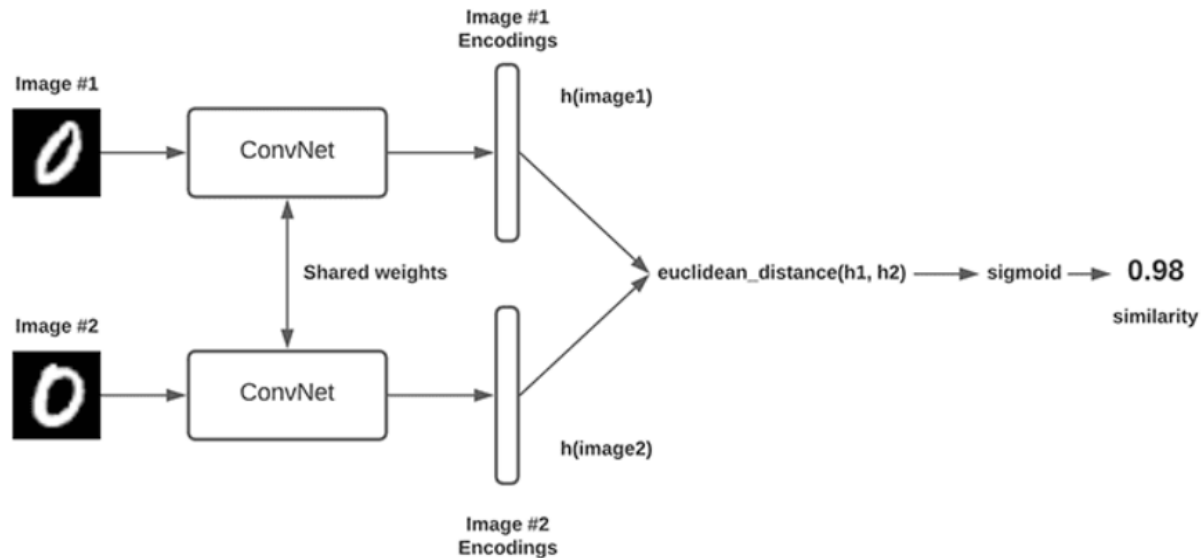 Image #1
Encodings
Image #1
h(image1)
ConvNet
Shared weights
euclidean_distance(h1, h2)
sigmoid
0.98
similarity
Image #2
ConvNet
h(image2)
Image #2
Encodings